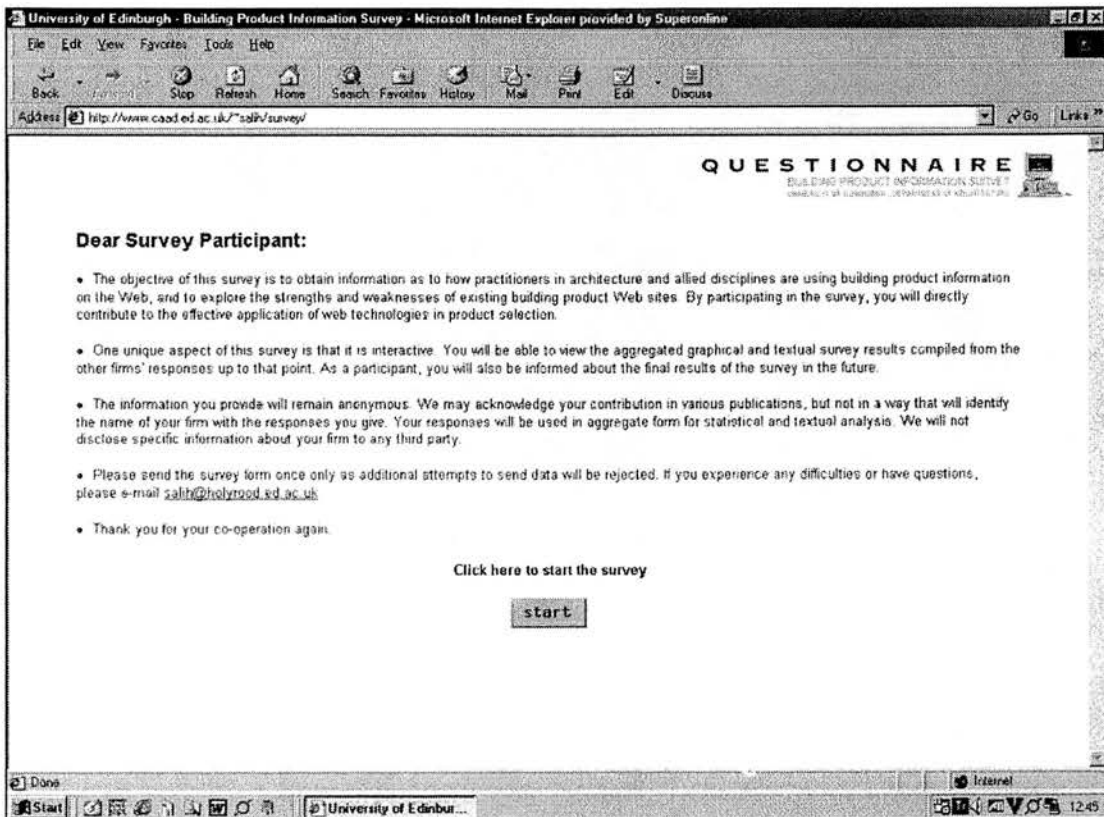 University of Edinburgh - Building Product Information Survey - Microsoft Internet Explorer provided by Superonline
File Edit View Favorites Tools Help
Back Stop Refresh Home Search Favorites History Mail Print Edit Discuss
Address http://www.caad.ed.ac.uk/~salih/survey/ Go Links »
QUESTIONNAIRE
BUILDING PRODUCT INFORMATION SURVEY
Dear Survey Participant:
• The objective of this survey is to obtain information as to how practitioners in architecture and allied disciplines are using building product information
on the Web, and to explore the strengths and weaknesses of existing building product Web sites. By participating in the survey, you will directly
contribute to the effective application of web technologies in product selection.
• One unique aspect of this survey is that it is interactive. You will be able to view the aggregated graphical and textual survey results compiled from the
other firms' responses up to that point. As a participant, you will also be informed about the final results of the survey in the future.
• The information you provide will remain anonymous. We may acknowledge your contribution in various publications, but not in a way that will identify
the name of your firm with the responses you give. Your responses will be used in aggregate form for statistical and textual analysis. We will not
disclose specific information about your firm to any third party.
• Please send the survey form once only as additional attempts to send data will be rejected. If you experience any difficulties or have questions,
please e-mail salih@holyrood.ed.ac.uk
• Thank you for your co-operation again.
Click here to start the survey
start
Done Internet
Start University of Edinbur... 12:45